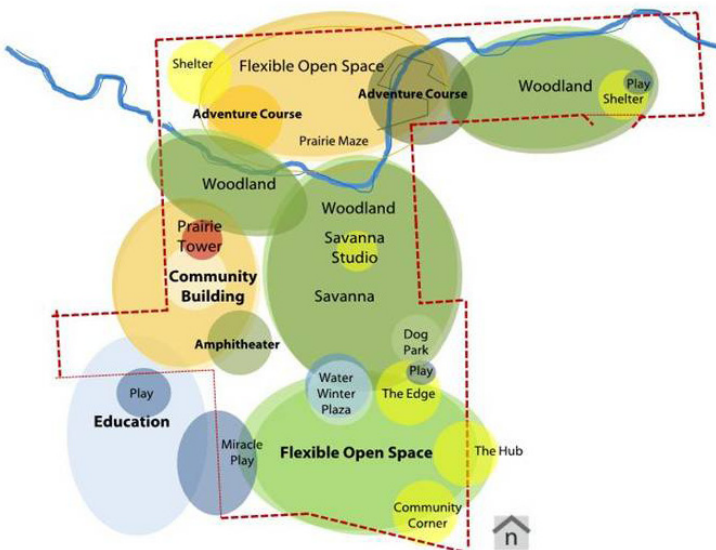 Shelter
Flexible Open Space
Adventure Course
Adventure Course
Prairie Maze
Woodland
Play
Shelter
Woodland
Woodland
Prairie
Tower
Savanna
Studio
Community
Building
Savanna
Amphitheater
Dog
Park
Play
Water
Winter
Plaza
The Edge
Play
Education
Miracle
Play
Flexible Open Space
The Hub
Community
Corner
n